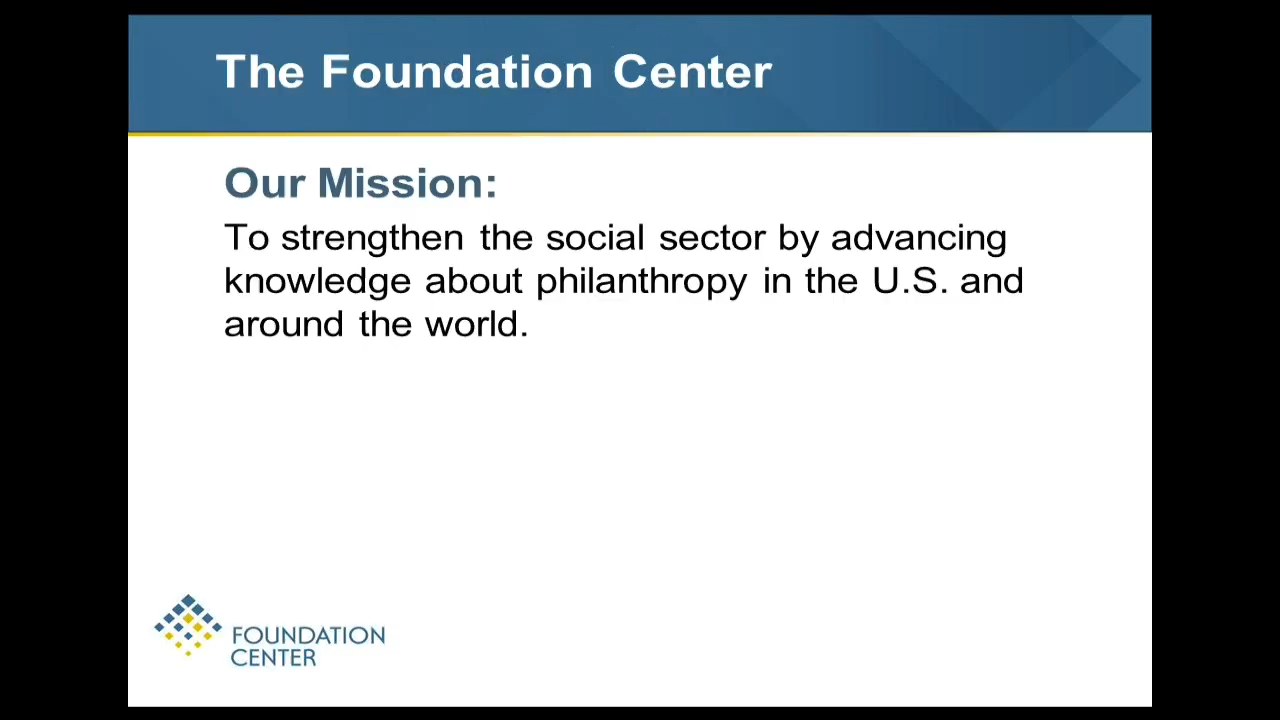 The Foundation Center
Our Mission:
To strengthen the social sector by advancing
knowledge about philanthropy in the U.S. and
around the world.
FOUNDATION
CENTER